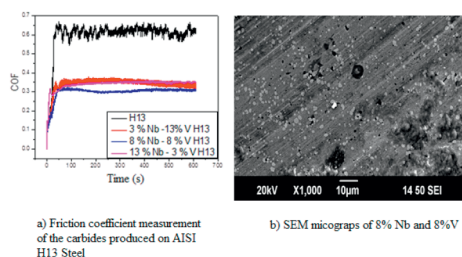 COF
0.7
0.6
0.5
0.4
0.3
0.2
0.1
0.0
H13
3 % Nb -13% V H13
8 % Nb - 8 % V H13
13 % Nb - 3 % V H13
0 100 200 300 400 500 600 700
Time (s)
20kV X1,000 10µm 14 50 SEI
a) Friction coefficient measurement
of the carbides produced on AISI
H13 Steel
b) SEM micograps of 8% Nb and 8%V